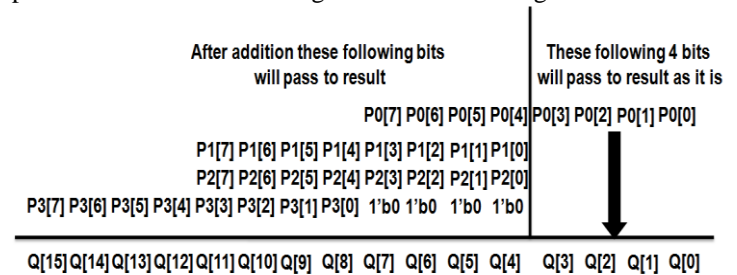 After addition these following bits
will pass to result
These following 4 bits
will pass to result as it is
P0[7] P0[6] P0[5] P0[4] P0[3] P0[2] P0[1] P0[0]
P1[7] P1[6] P1[5] P1[4] P1[3] P1[2] P1[1] P1[0]
P2[7] P2[6] P2[5] P2[4] P2[3] P2[2] P2[1] P2[0]
P3[7] P3[6] P3[5] P3[4] P3[3] P3[2] P3[1] P3[0] 1'b0 1'b0 1'b0 1'b0
Q[15] Q[14] Q[13] Q[12] Q[11] Q[10] Q[9] Q[8] Q[7] Q[6] Q[5] Q[4] Q[3] Q[2] Q[1] Q[0]